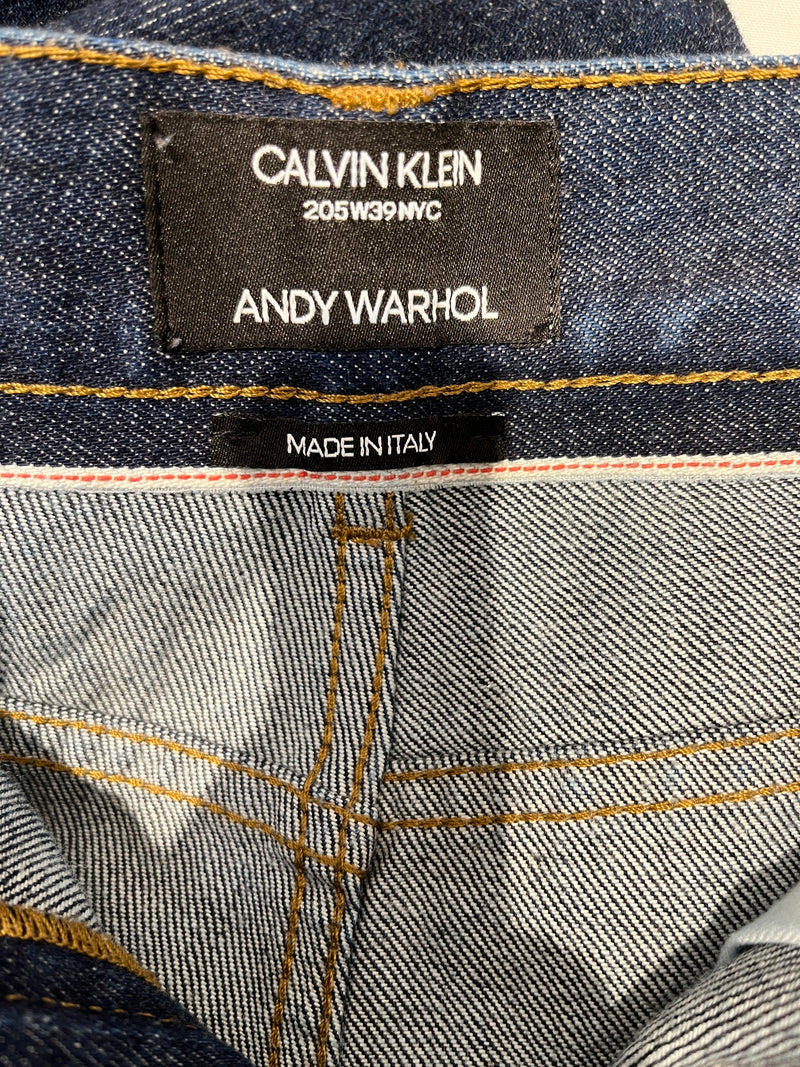 CALVIN KLEIN
205W39NYC
ANDY WARHOL
MADE IN ITALY